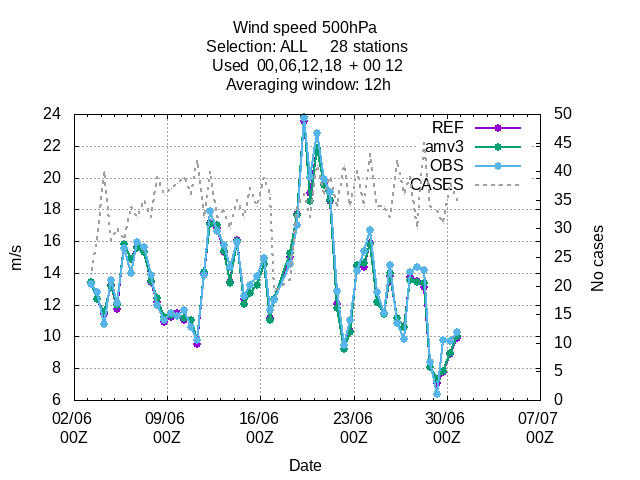 Wind speed 500hPa
Selection: ALL 28 stations
Used 00,06,12,18 + 00 12
Averaging window: 12h
24
22
20
18
16
14
12
10
8
6
m/s
50
45
40
35
30
25
20
15
10
5
0
No cases
REF
amv3
OBS
CASES
02/06 09/06 16/06 23/06 30/06 07/07
00Z 00Z 00Z 00Z 00Z 00Z
Date